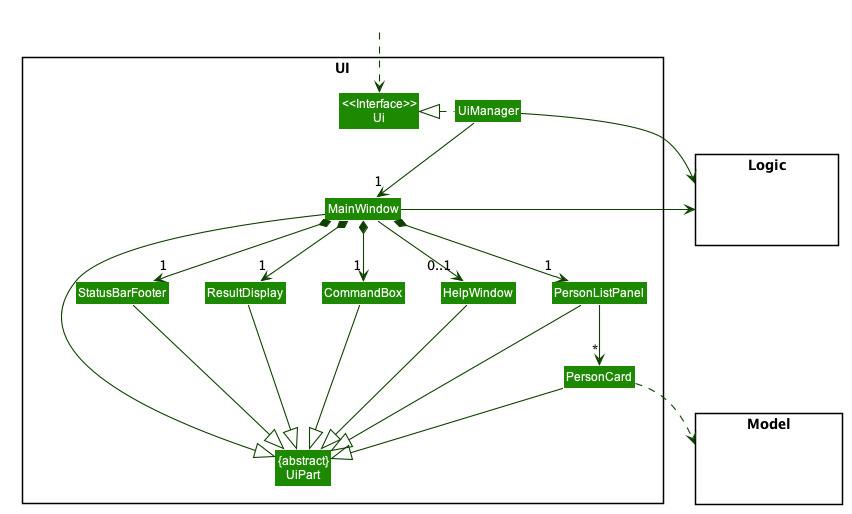 UI
<<Interface>>
Ui
UiManager
Logic
1
MainWindow
1
1
1
0..1
1
StatusBarFooter
ResultDisplay
CommandBox
HelpWindow
PersonListPanel
*
PersonCard
Model
{abstract}
UiPart